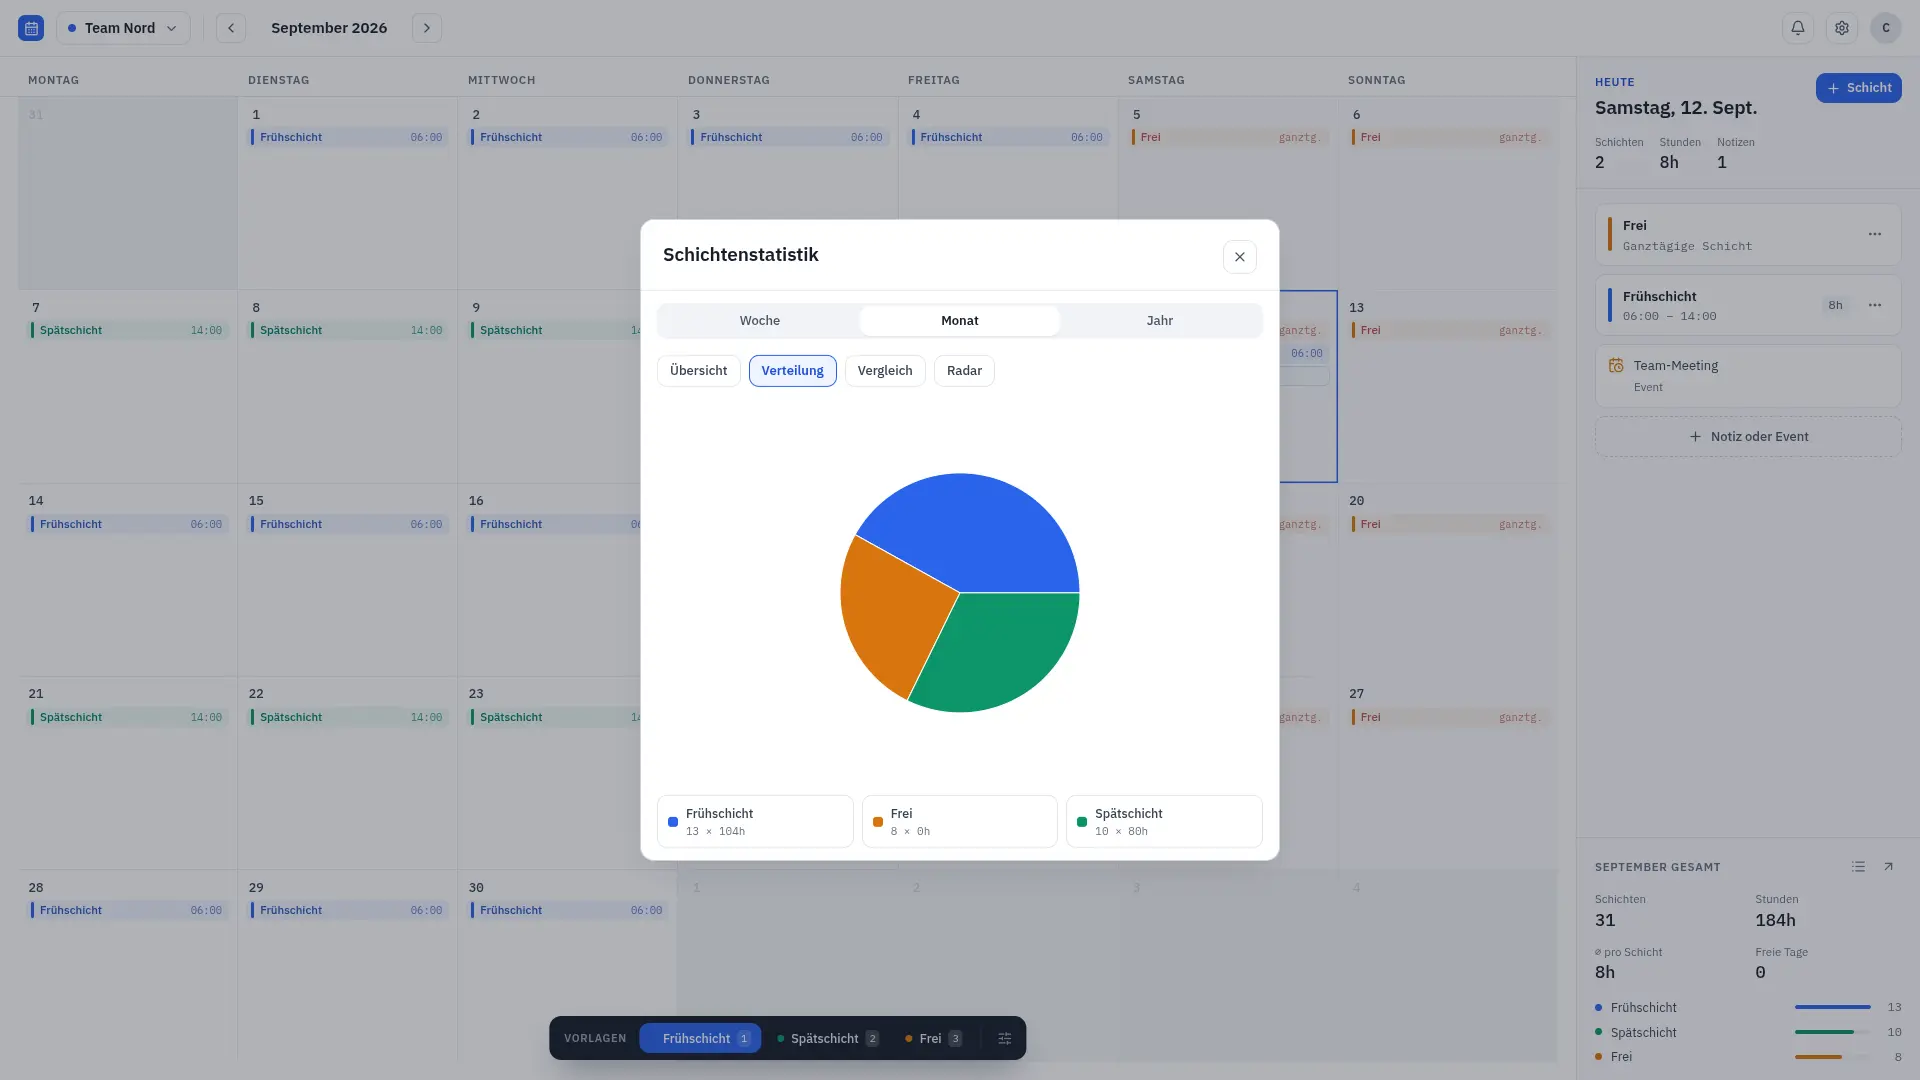 Team Nord
September 2026
C
MONTAG DIENSTAG MITTWOCH DONNERSTAG FREITAG SAMSTAG SONNTAG
31 1 2 3 4 5 6
Frühschicht 06:00 Frühschicht 06:00 Frühschicht 06:00 Frühschicht 06:00 Frei ganztg. Frei ganztg.
7 8 9 13
Spätschicht 14:00 Spätschicht 14:00 Spätschicht ganztg. Frei ganztg.
06:00
14 15 16 20
Frühschicht 06:00 Frühschicht 06:00 Frühschicht ganztg. Frei ganztg.
21 22 23 27
Spätschicht 14:00 Spätschicht 14:00 Spätschicht ganztg. Frei ganztg.
28 29 30 1 2 3 4
Frühschicht 06:00 Frühschicht 06:00 Frühschicht 06:00
Schichtenstatistik
Woche Monat Jahr
Übersicht Verteilung Vergleich Radar
Frühschicht
13 × 104h
Frei
8 × 0h
Spätschicht
10 × 80h
VORLAGEN Frühschicht 1 Spätschicht 2 Frei 3
HEUTE
Samstag, 12. Sept.
+ Schicht
Schichten Stunden Notizen
2 8h 1
Frei
Ganztägige Schicht
Frühschicht
06:00 – 14:00
8h
Team-Meeting
Event
+ Notiz oder Event
SEPTEMBER GESAMT
Schichten Stunden
31 184h
⌀ pro Schicht Freie Tage
8h 0
Frühschicht 13
Spätschicht 10
Frei 8